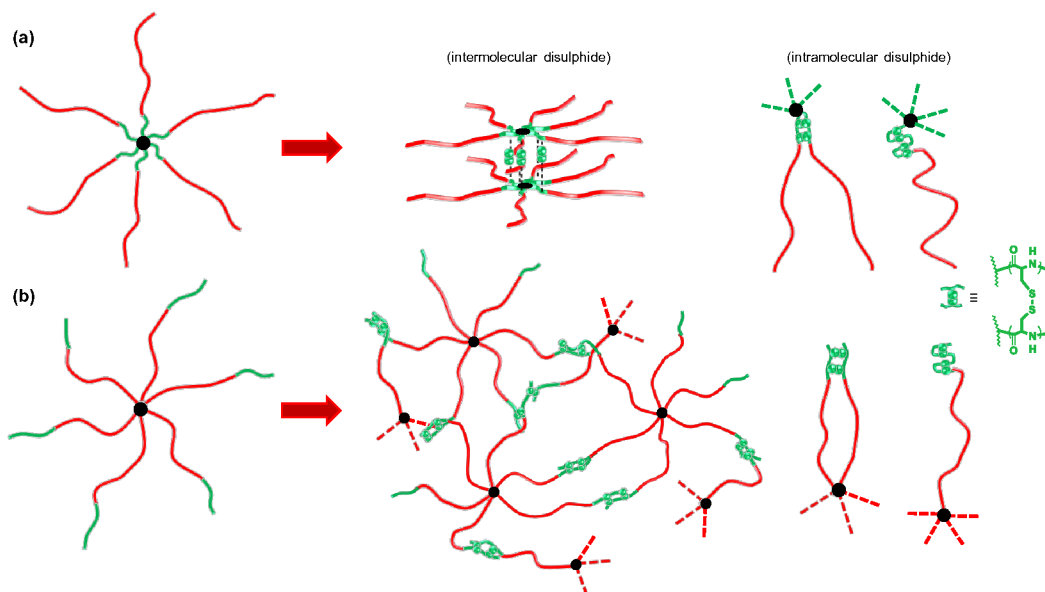 (a)
(intermolecular disulphide)
(intramolecular disulphide)
(b)
O H
N
S
S
≡
O N
H